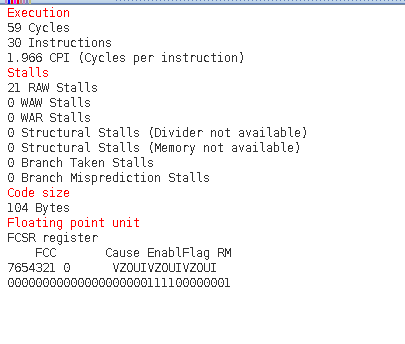 Execution
59 Cycles
30 Instructions
1.966 CPI (Cycles per instruction)
Stalls
21 RAW Stalls
0 WAW Stalls
0 WAR Stalls
0 Structural Stalls (Divider not available)
0 Structural Stalls (Memory not available)
0 Branch Taken Stalls
0 Branch Misprediction Stalls
Code size
104 Bytes
Floating point unit
FCSR register
FCC Cause EnablFlag RM
7654321 0 VZOUIVZOUIVZOUI
00000000000000000000111100000001